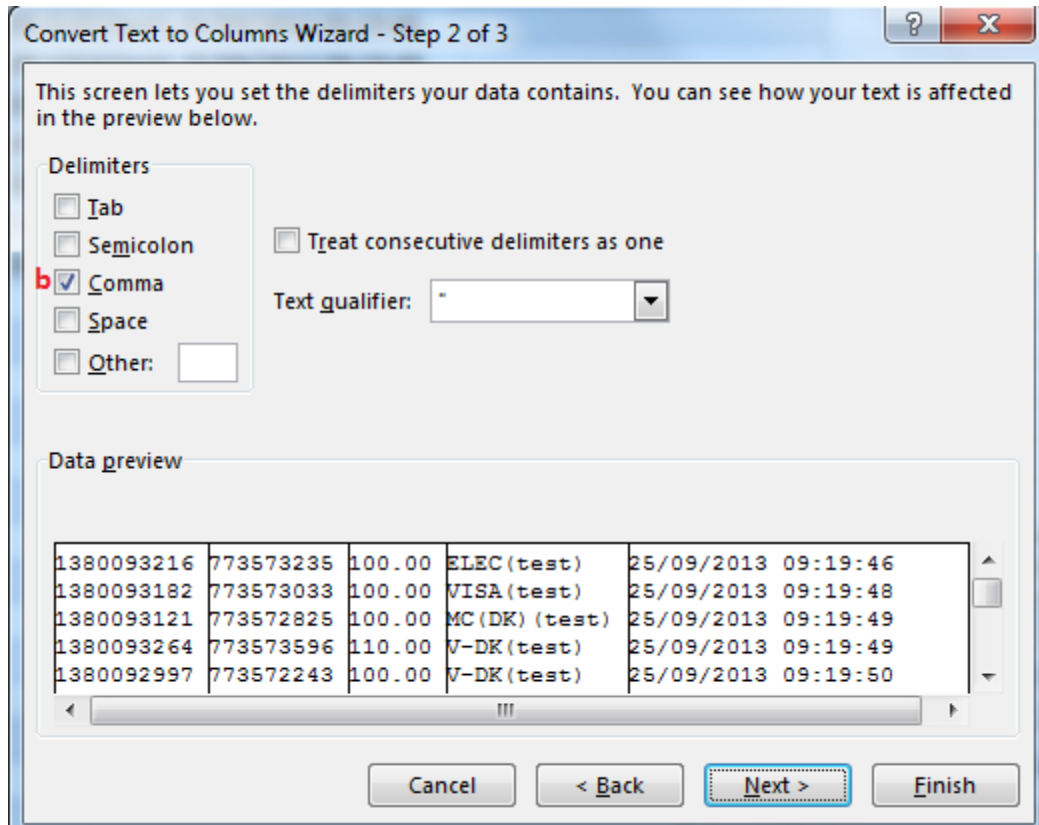 Convert Text to Columns Wizard - Step 2 of 3
?
X
This screen lets you set the delimiters your data contains. You can see how your text is affected
in the preview below.
Delimiters
Tab
Semicolon
b Comma
Space
Other:
Treat consecutive delimiters as one
Text qualifier: "
Data preview
1380093216 773573235 100.00 ELEC(test) 25/09/2013 09:19:46
1380093182 773573033 100.00 VISA(test) 25/09/2013 09:19:48
1380093121 773572825 100.00 MC(DK)(test) 25/09/2013 09:19:49
1380093264 773573596 110.00 V-DK(test) 25/09/2013 09:19:49
1380092997 773572243 100.00 V-DK(test) 25/09/2013 09:19:50
Cancel < Back Next > Finish